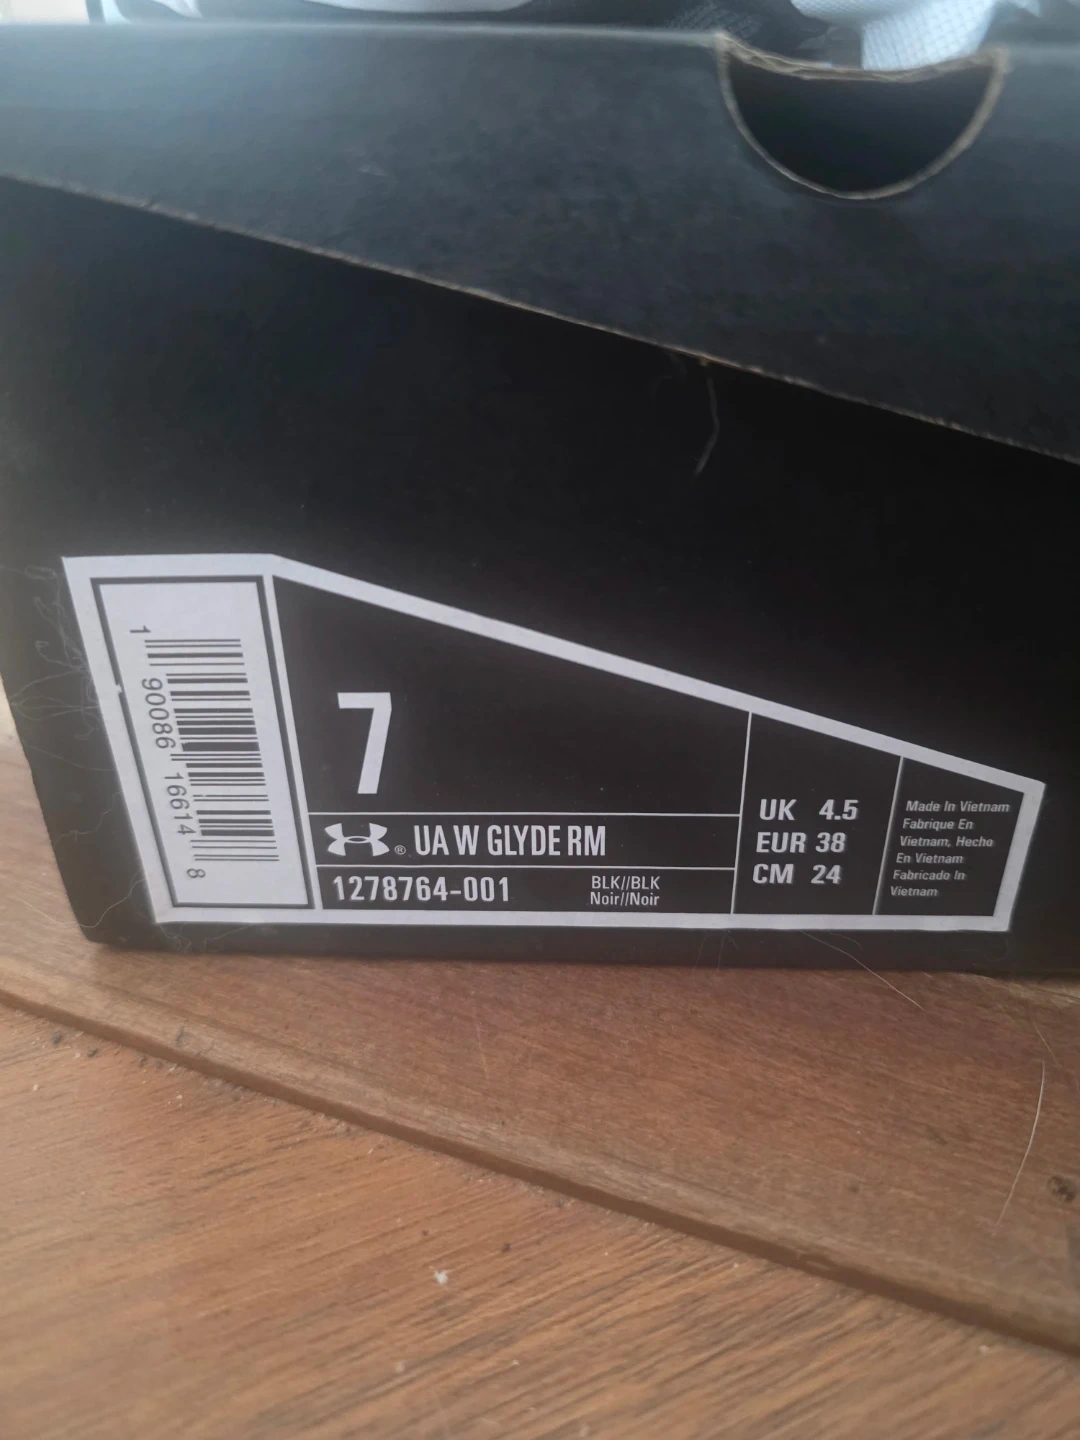 1 90086 16614 8
7
® UA W GLYDE RM
1278764-001
BLK//BLK
Noir//Noir
UK 4.5
EUR 38
CM 24
Made In Vietnam
Fabrique En
Vietnam, Hecho
En Vietnam
Fabricado In
Vietnam